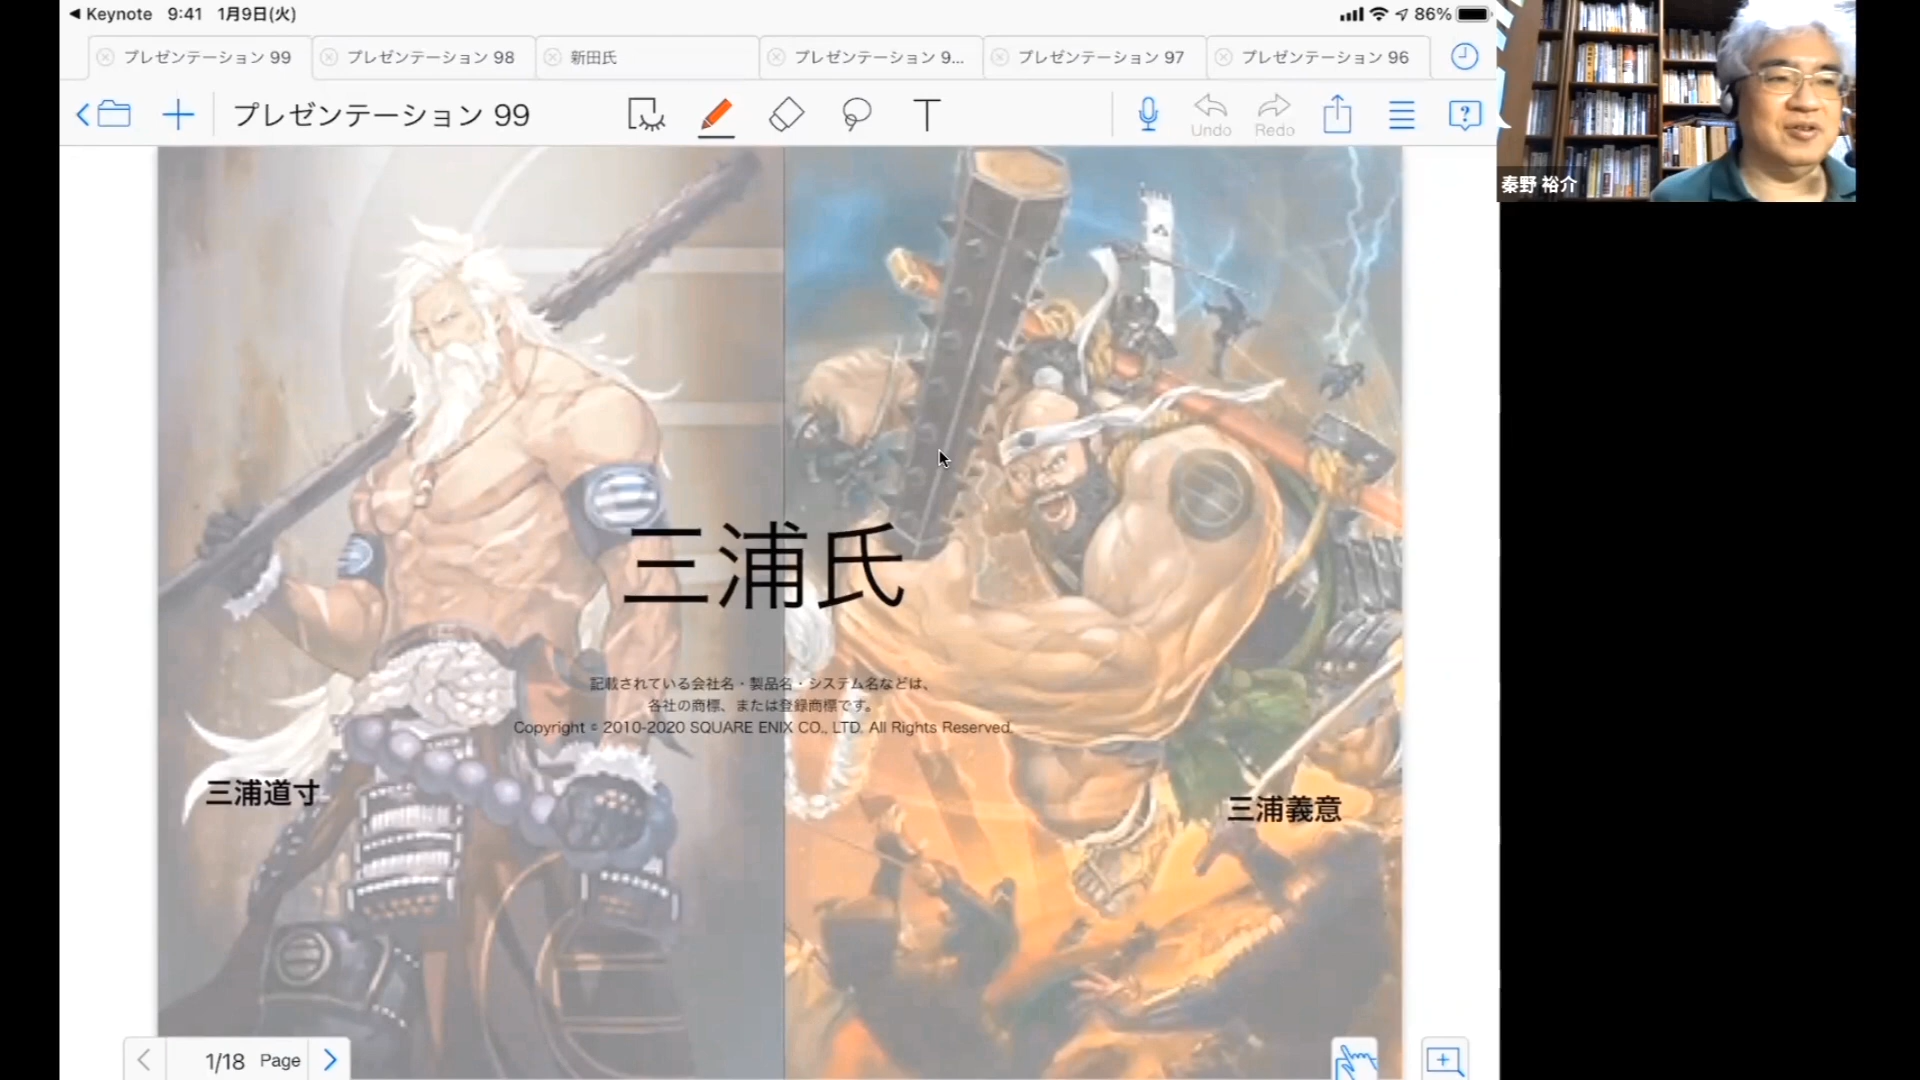 Keynote 9:41 1月9日(火)
86%
プレゼンテーション 99
プレゼンテーション 98
新田氏
プレゼンテーション 9...
プレゼンテーション 97
プレゼンテーション 96
プレゼンテーション 99
T
Undo
Redo
?
秦野 裕介
三浦氏
記載されている会社名・製品名・システム名などは、
各社の商標、または登録商標です。
Copyright © 2010-2020 SQUARE ENIX CO., LTD. All Rights Reserved.
三浦道寸
三浦義意
1/18 Page